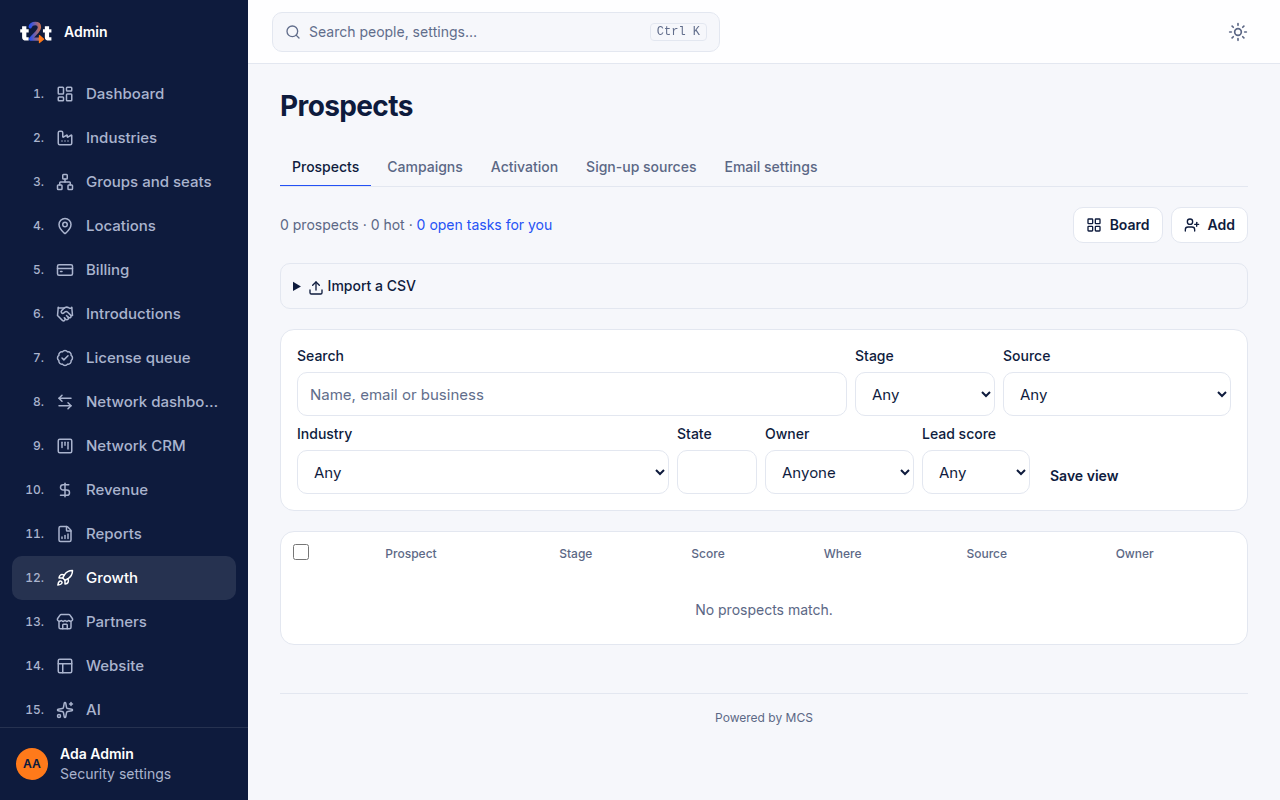 t2t Admin
Search people, settings...
Ctrl K
1. Dashboard
2. Industries
3. Groups and seats
4. Locations
5. Billing
6. Introductions
7. License queue
8. Network dashbo...
9. Network CRM
10. Revenue
11. Reports
12. Growth
13. Partners
14. Website
15. AI
AA
Ada Admin
Security settings
Prospects
Prospects Campaigns Activation Sign-up sources Email settings
0 prospects · 0 hot · 0 open tasks for you
Board
Add
Import a CSV
Search Stage Source
Name, email or business Any Any
Industry State Owner Lead score
Any Anyone Any Save view
Prospect Stage Score Where Source Owner
No prospects match.
Powered by MCS